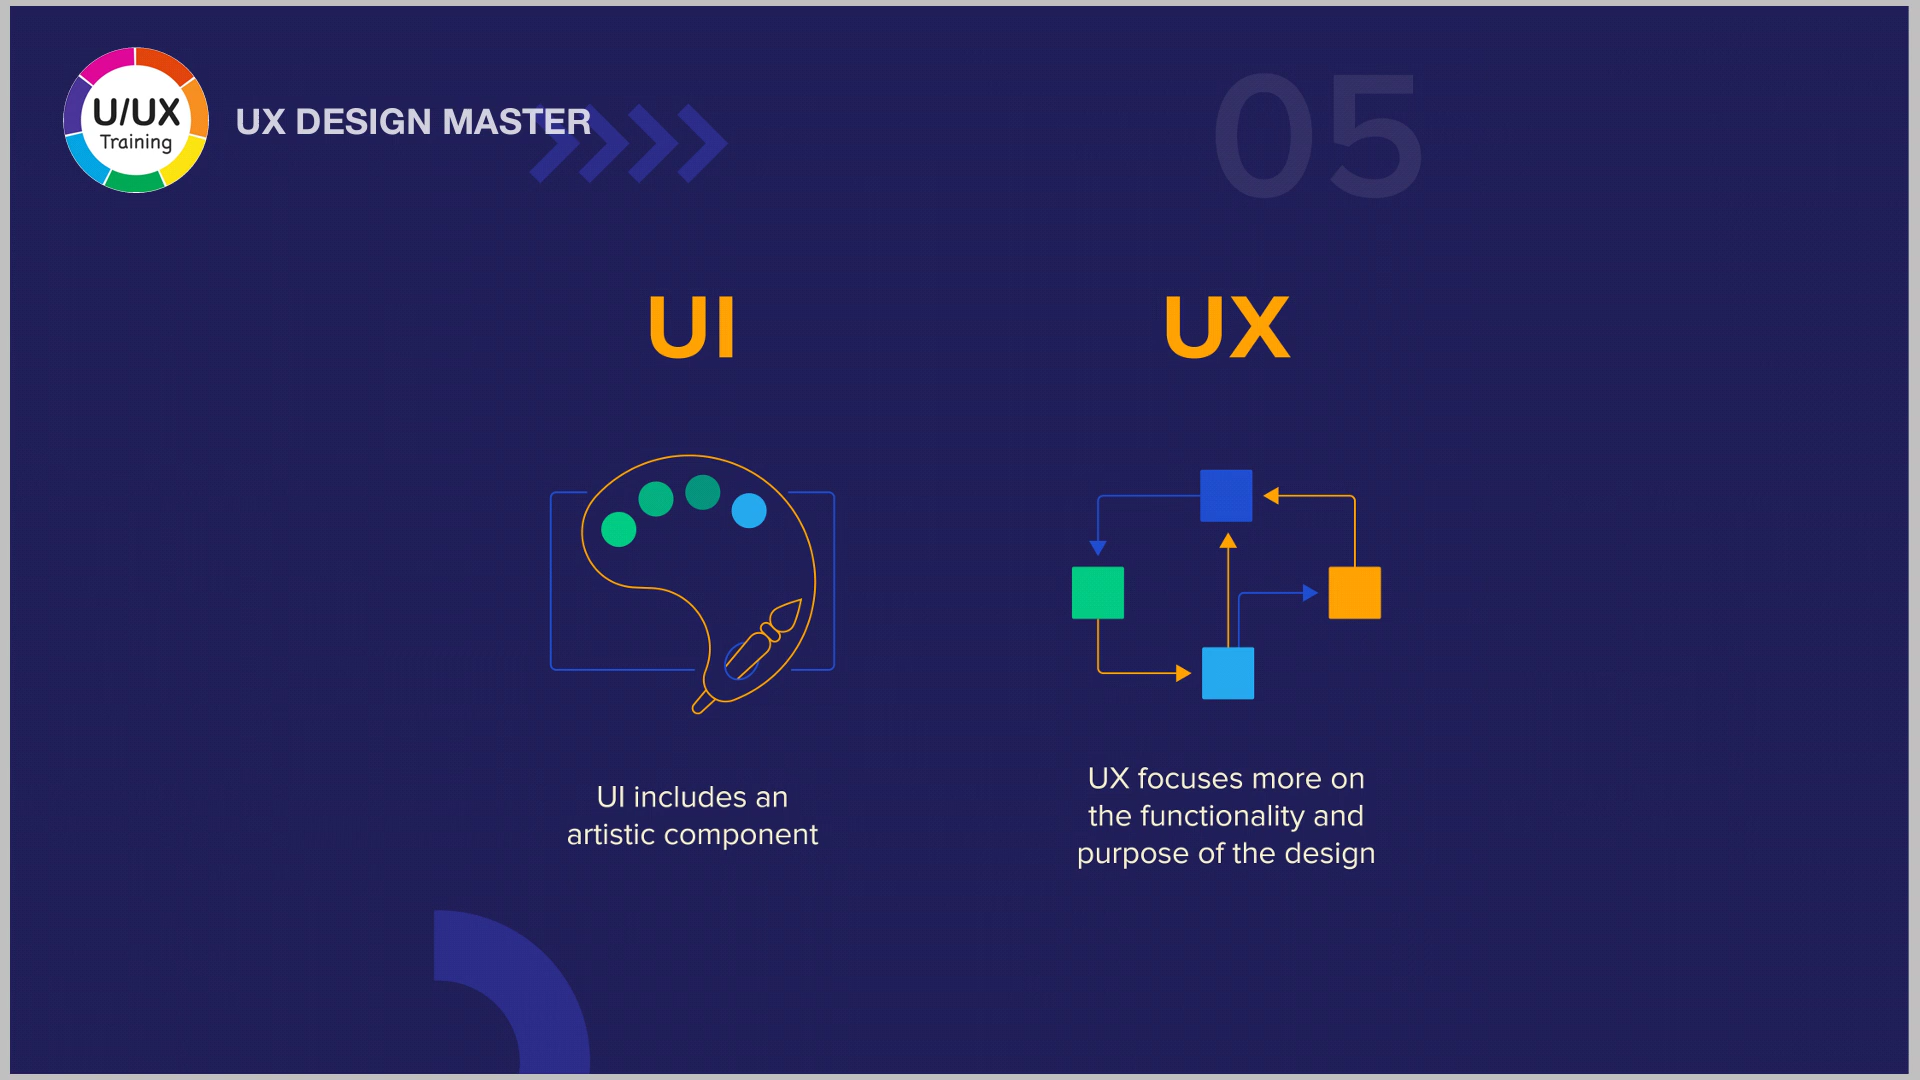 U/UX
Training
UX DESIGN MASTER
05
UI
UX
UI includes an
artistic component
UX focuses more on
the functionality and
purpose of the design